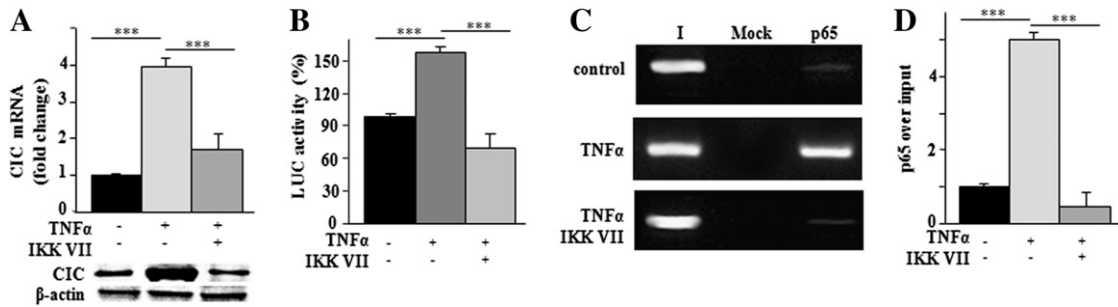 A
*** ***
CIC mRNA
(fold change)
4
3
2
1
0
TNFα - + +
IKK VII - +
CIC
β-actin
B
*** ***
LUC activity (%)
150
120
90
60
30
0
TNFα - + +
IKK VII - +
C
I Mock p65
control
TNFα
TNFα
IKK VII
D
*** ***
p65 over input
4
2
0
TNFα - + +
IKK VII - +